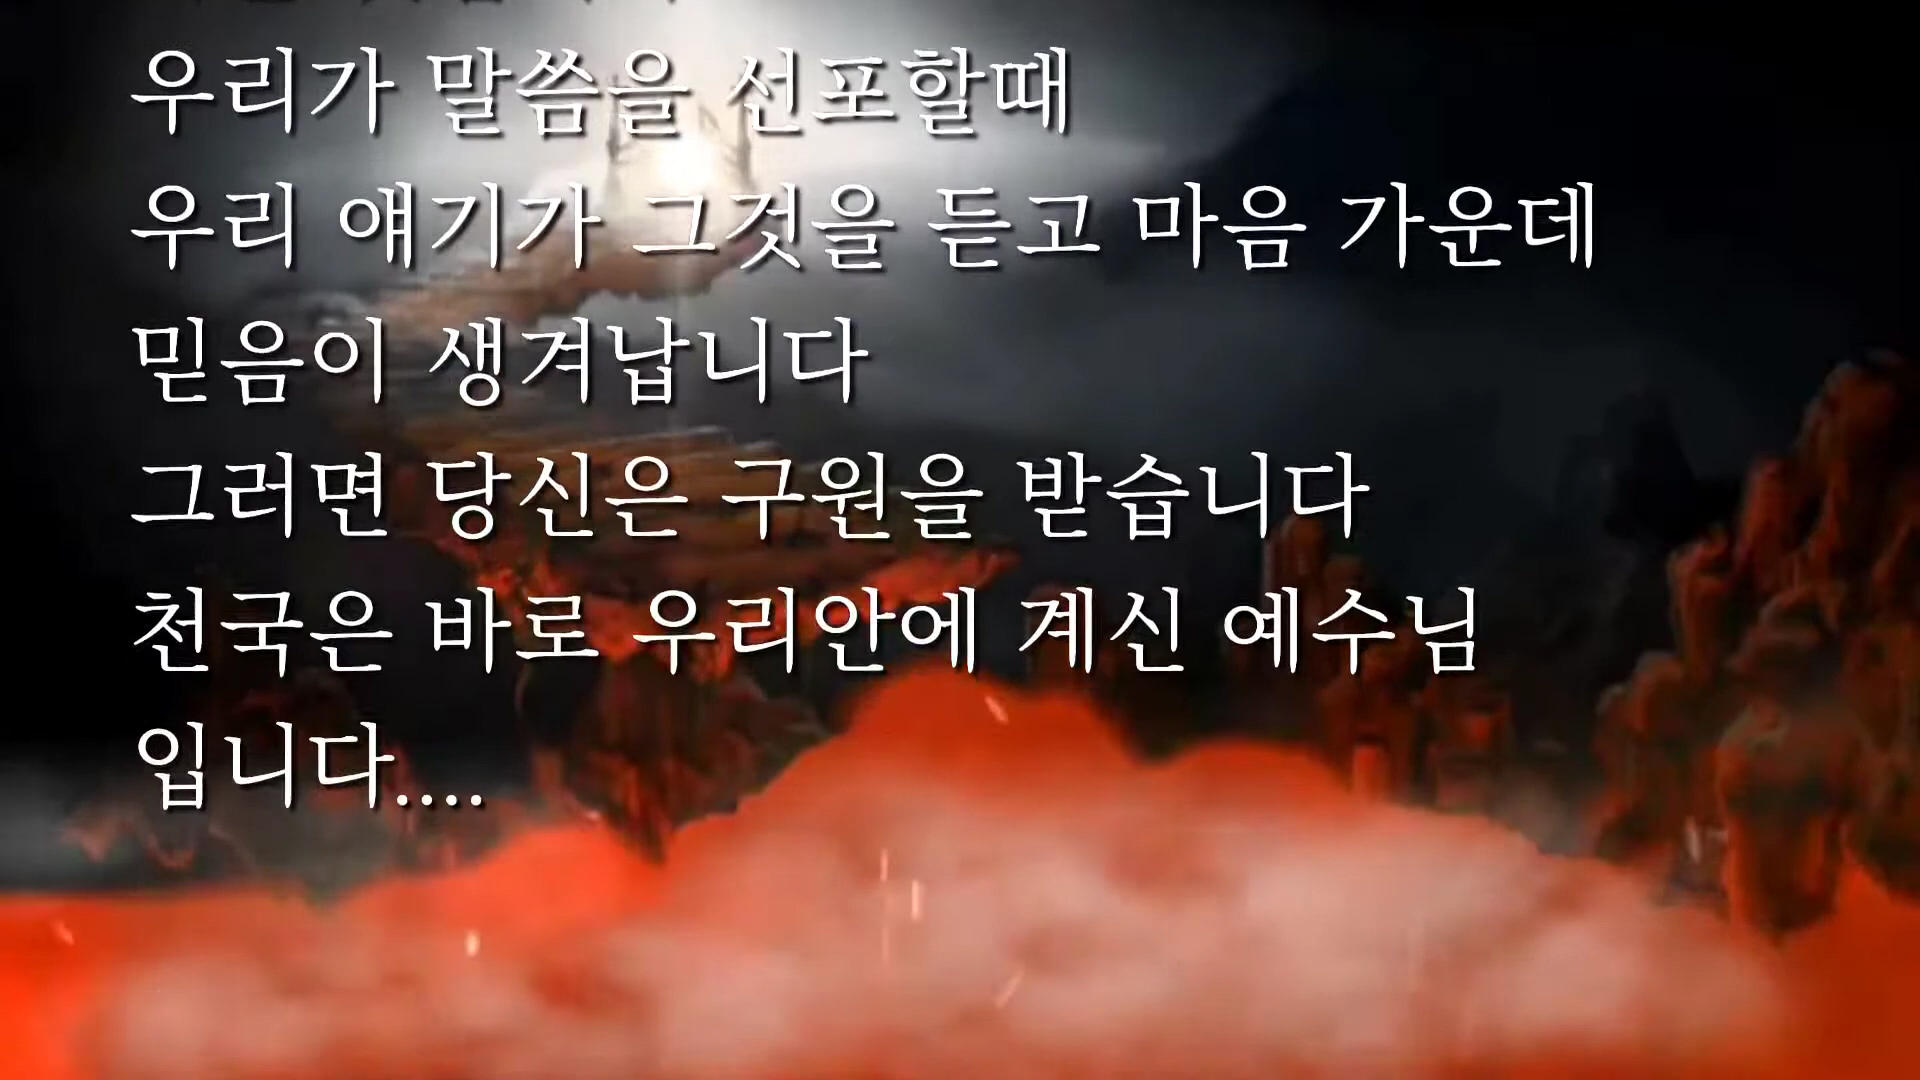 우리가 말씀을 선포할때
우리 얘기가 그것을 듣고 마음 가운데
믿음이 생겨납니다
그러면 당신은 구원을 받습니다
천국은 바로 우리안에 계신 예수님
입니다....